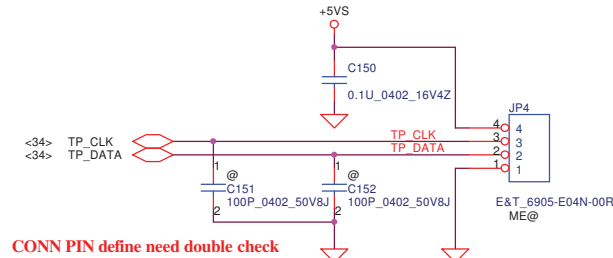 +5VS
C150
0.1U_0402_16V4Z
JP4
4 4
<34> TP_CLK TP_CLK 3 3
<34> TP_DATA TP_DATA 2 2
1 1
1 @ 1 @
C151 C152
2 100P_0402_50V8J 2 100P_0402_50V8J
E&T_6905-E04N-00R
ME@
CONN PIN define need double check